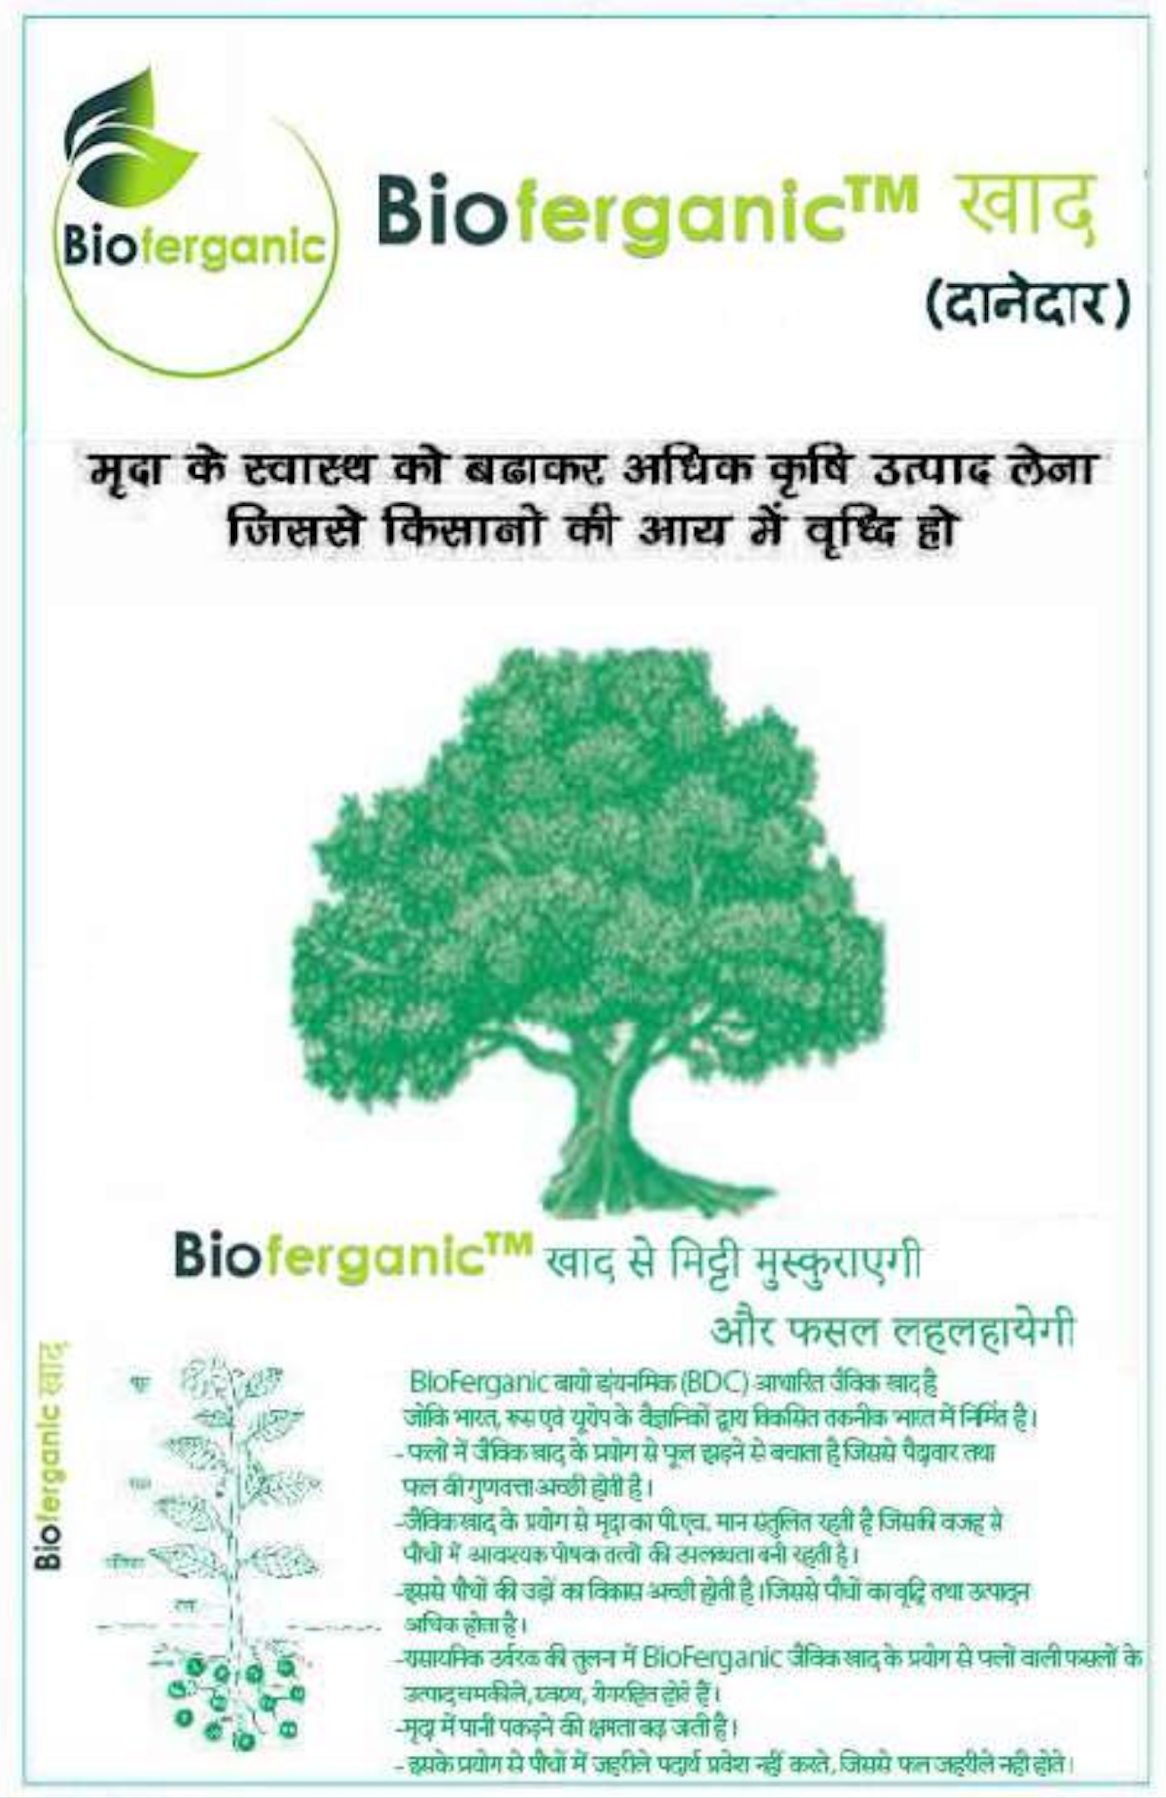 Bioferganic
Bioferganic™ खाद
(दानेदार)
मृदा के स्वास्थ को बढाकर अधिक कृषि उत्पाद लेना
जिससे किसानो की आय में वृध्दि हो
Bioferganic™ खाद से मिट्टी मुस्कुराएगी
और फसल लहलहायेगी
Bioferganic खाद
BioFerganic बायो डायनमिक (BDC) आधारित जैविक खाद है
जोकि भारत, रूस एवं यूरोप के वैज्ञानिकों द्वारा विकसित तकनीक भारत में निर्मित है।
- फलों में जैविक खाद के प्रयोग से फूल झड़ने से बचाता है जिससे पैदावार तथा
फल की गुणवत्ता अच्छी होती है।
-जैविक खाद के प्रयोग से मृदा का पी.एच. मान संतुलित रहती है जिसकी वजह से
पौधों में आवश्यक पोषक तत्वों की उपलब्धता बनी रहती है।
-इससे पौधों की उड़ों का विकास अच्छी होती है।जिससे पौधों का वृद्धि तथा उत्पादन
अधिक होता है।
-रासायनिक उर्वरक की तुलन में BioFerganic जैविक खाद के प्रयोग से फ्लों वाली फसलों के
उत्पाद चमकीले, स्वस्थ, रोगरहित होते हैं।
-मृदा में पानी पकड़ने की क्षमता बढ़ जती है।
- इसके प्रयोग से पौधों में जहरीले पदार्थ प्रवेश नहीं करते, जिससे फल जहरीले नही होते।